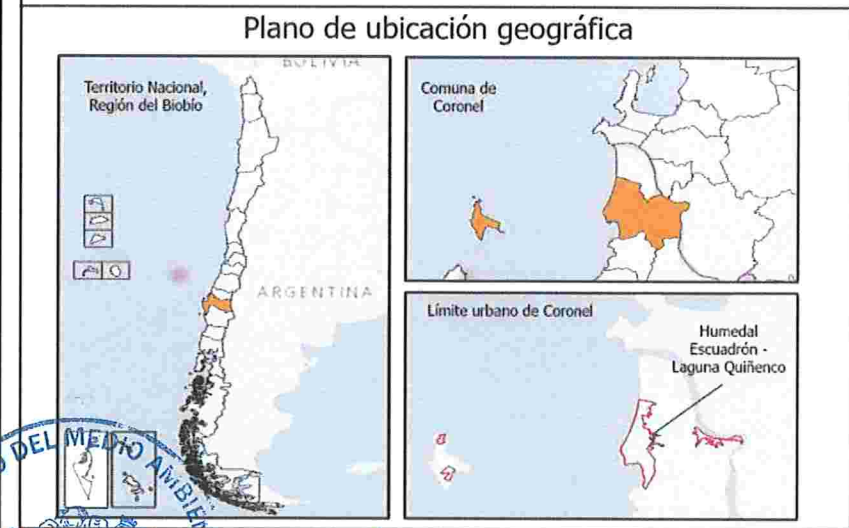 Plano de ubicación geográfica
BOLIVIA
Territorio Nacional,
Región del Biobío
ARGENTINA
Comuna de
Coronel
Límite urbano de Coronel
Humedal
Escuadrón -
Laguna Quiñenco
DEL MEDIO AMBIEN